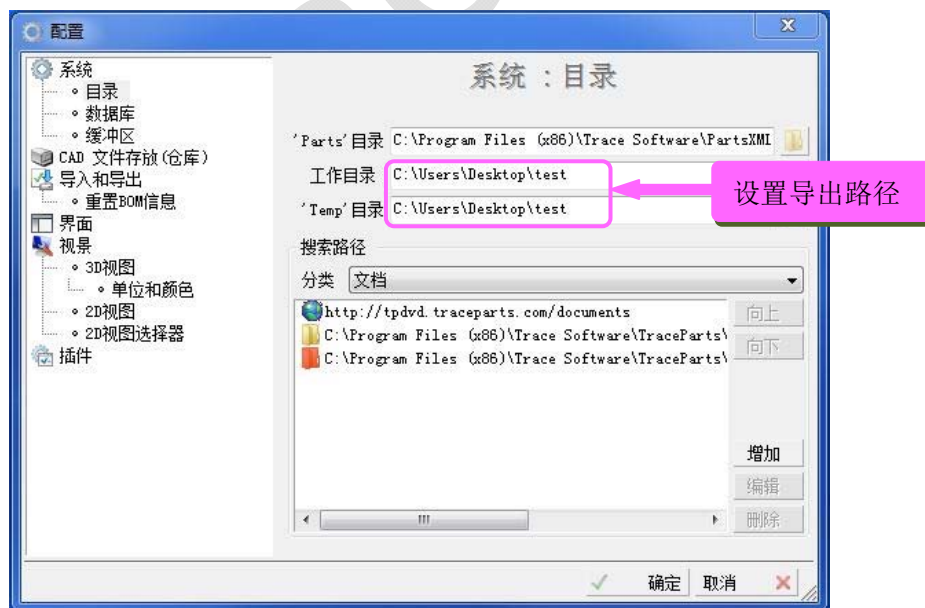 配置
系统
目录
数据库
缓冲区
CAD 文件存放(仓库)
导入和导出
重置BOM信息
界面
视景
3D视图
单位和颜色
2D视图
2D视图选择器
插件
系统 :目录
'Parts'目录 C:\Program Files (x86)\Trace Software\PartsXML
工作目录 C:\Users\Desktop\test
'Temp'目录 C:\Users\Desktop\test
设置导出路径
搜索路径
分类 文档
http://tpdvd.traceparts.com/documents
C:\Program Files (x86)\Trace Software\TraceParts\
C:\Program Files (x86)\Trace Software\TraceParts\
向上
向下
增加
编辑
删除
确定 取消